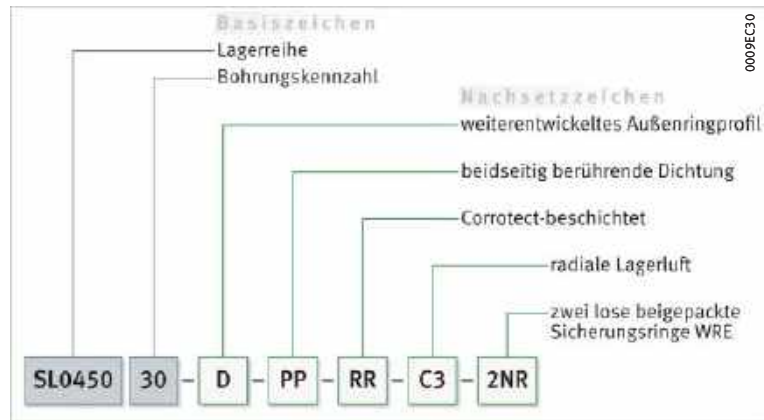 Basiszeichen
Lagerreihe
Bohrungskennzahl
Nachsetzzeichen
weiterentwickeltes Außenringprofil
beidseitig berührende Dichtung
Corrotect-beschichtet
radiale Lagerluft
zwei lose beigepackte
Sicherungsringe WRE
SL0450 30 – D – PP – RR – C3 – 2NR
0009EC30